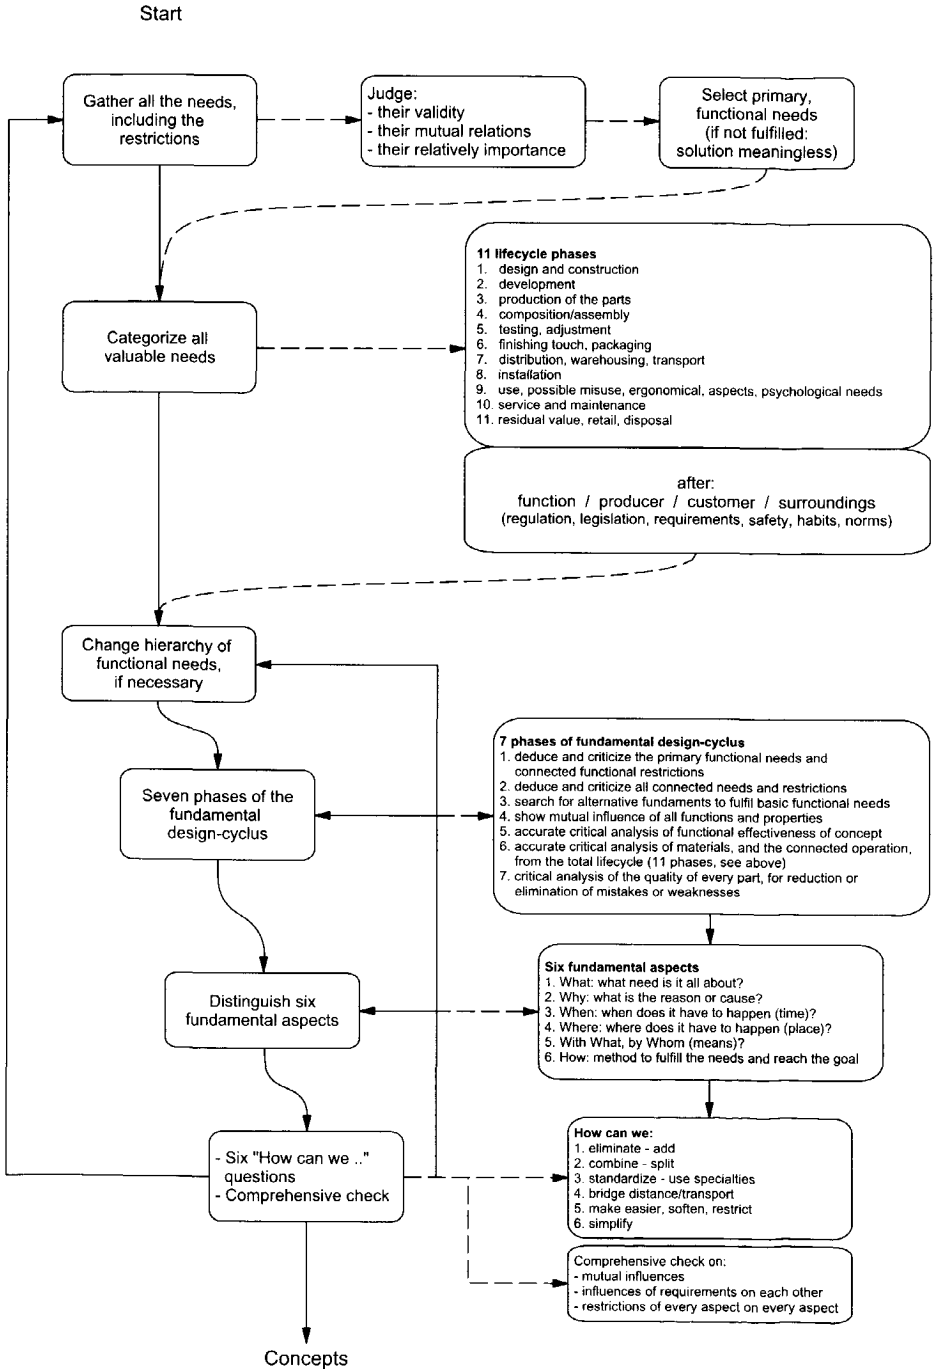 Start
Gather all the needs,
including the
restrictions
Judge:
- their validity
- their mutual relations
- their relatively importance
Select primary,
functional needs
(if not fulfilled:
solution meaningless)
Categorize all
valuable needs
11 lifecycle phases
1. design and construction
2. development
3. production of the parts
4. composition/assembly
5. testing, adjustment
6. finishing touch, packaging
7. distribution, warehousing, transport
8. installation
9. use, possible misuse, ergonomical, aspects, psychological needs
10. service and maintenance
11. residual value, retail, disposal
after:
function / producer / customer / surroundings
(regulation, legislation, requirements, safety, habits, norms)
Change hierarchy of
functional needs,
if necessary
Seven phases of the
fundamental
design-cyclus
7 phases of fundamental design-cyclus
1. deduce and criticize the primary functional needs and
connected functional restrictions
2. deduce and criticize all connected needs and restrictions
3. search for alternative fundaments to fulfil basic functional needs
4. show mutual influence of all functions and properties
5. accurate critical analysis of functional effectiveness of concept
6. accurate critical analysis of materials, and the connected operation,
from the total lifecycle (11 phases, see above)
7. critical analysis of the quality of every part, for reduction or
elimination of mistakes or weaknesses
Distinguish six
fundamental aspects
Six fundamental aspects
1. What: what need is it all about?
2. Why: what is the reason or cause?
3. When: when does it have to happen (time)?
4. Where: where does it have to happen (place)?
5. With What, by Whom (means)?
6. How: method to fulfill the needs and reach the goal
- Six "How can we .."
questions
- Comprehensive check
How can we:
1. eliminate - add
2. combine - split
3. standardize - use specialties
4. bridge distance/transport
5. make easier, soften, restrict
6. simplify
Comprehensive check on:
- mutual influences
- influences of requirements on each other
- restrictions of every aspect on every aspect
Concepts